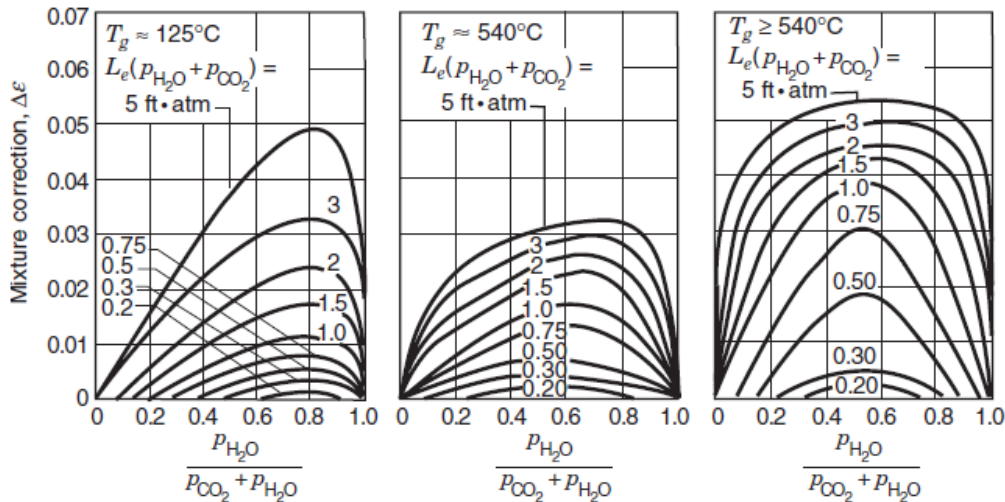 Mixture correction, Δε
0.07
0.06
0.05
0.04
0.03
0.02
0.01
0
T_g ≈ 125°C
L_e(p_H₂O + p_CO₂) =
5 ft•atm
3
2
1.5
1.0
0.75
0.5
0.3
0.2
0 0.2 0.4 0.6 0.8 1.0
p_H₂O
p_CO₂ + p_H₂O
T_g ≈ 540°C
L_e(p_H₂O + p_CO₂) =
5 ft•atm
3
2
1.5
1.0
0.75
0.50
0.30
0.20
0 0.2 0.4 0.6 0.8 1.0
p_H₂O
p_CO₂ + p_H₂O
T_g ≥ 540°C
L_e(p_H₂O + p_CO₂) =
5 ft•atm
3
2
1.5
1.0
0.75
0.50
0.30
0.20
0 0.2 0.4 0.6 0.8 1.0
p_H₂O
p_CO₂ + p_H₂O